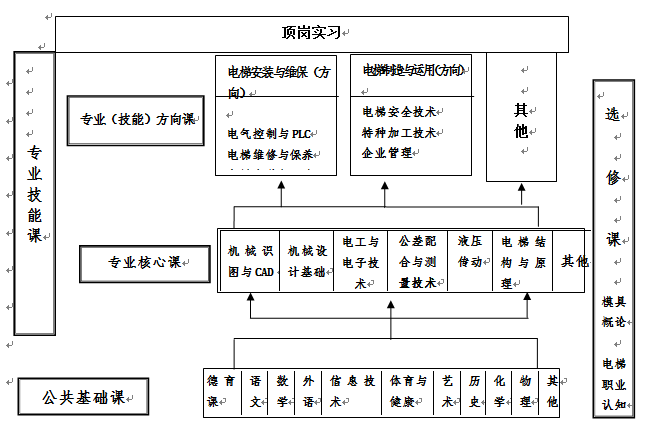 顶岗实习
专业技能课
专业（技能）方向课
电梯安装与维保（方
向）
电气控制与PLC
电梯维修与保养
电梯制造与运用(方向)
电梯安全技术
特种加工技术
企业管理
其他
专业核心课
机械识
图与CAD
机械设
计基础
电工与
电子技
术
公差配
合与测
量技术
液压
传动
电梯结
构与原
理
其他
公共基础课
德育
课
语
文
数
学
外
语
信息技
术
体育与
健康
艺
术
历
史
化
学
物
理
其
他
选修课
模具
概论
电梯
职业
认知